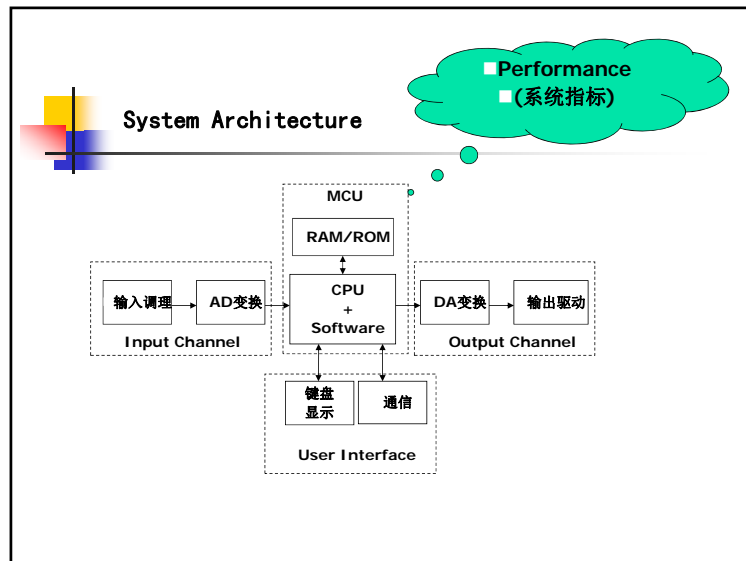 Performance
(系统指标)
System Architecture
MCU
RAM/ROM
输入调理
AD变换
CPU
+
Software
DA变换
输出驱动
Input Channel
Output Channel
键盘
显示
通信
User Interface